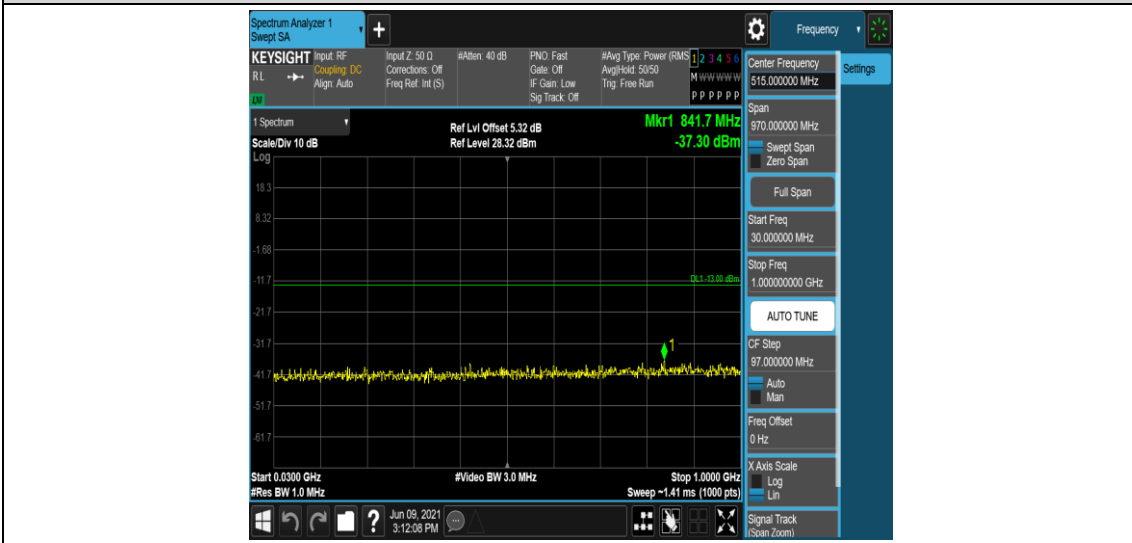 Spectrum Analyzer 1
Swept SA
+
Frequency
KEYSIGHT
RL
LXI
Input: RF
Coupling: DC
Align: Auto
Input Z: 50 Ω
Corrections: Off
Freq Ref: Int (S)
#Atten: 40 dB
PNO: Fast
Gate: Off
IF Gain: Low
Sig Track: Off
#Avg Type: Power (RMS
Avg|Hold: 50/50
Trig: Free Run
1 2 3 4 5 6
M W W W W W
P P P P P P
Center Frequency
515.000000 MHz
Settings
Span
970.000000 MHz
Swept Span
Zero Span
Full Span
Start Freq
30.000000 MHz
Stop Freq
1.000000000 GHz
AUTO TUNE
CF Step
97.000000 MHz
Auto
Man
Freq Offset
0 Hz
X Axis Scale
Log
Lin
Signal Track
(Span Zoom)
1 Spectrum
Scale/Div 10 dB
Log
Ref Lvl Offset 5.32 dB
Ref Level 28.32 dBm
Mkr1 841.7 MHz
-37.30 dBm
18.3
8.32
-1.68
-11.7
DL1 -13.00 dBm
-21.7
-31.7
1
-41.7
-51.7
-61.7
Start 0.0300 GHz
#Video BW 3.0 MHz
Stop 1.0000 GHz
#Res BW 1.0 MHz
Sweep ~1.41 ms (1000 pts)
?
Jun 09, 2021
3:12:08 PM